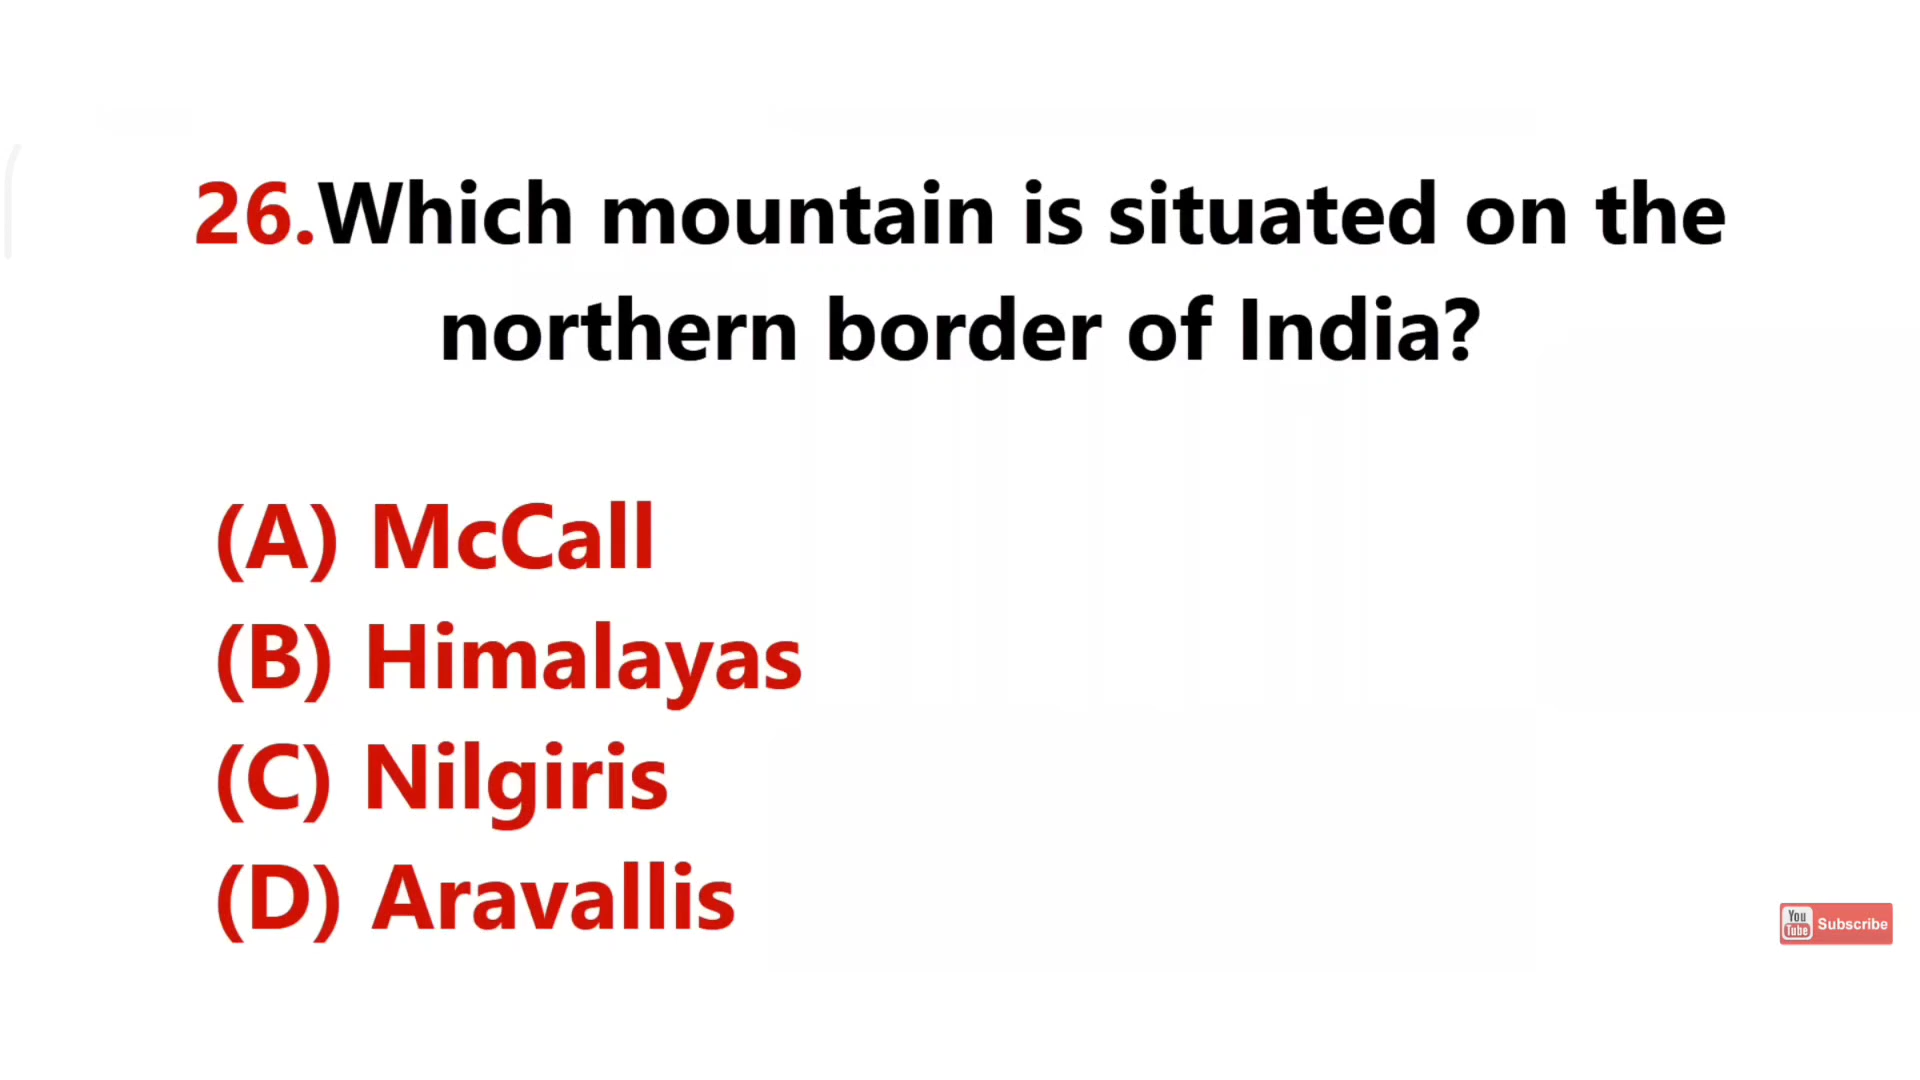 26.Which mountain is situated on the
northern border of India?
(A) McCall
(B) Himalayas
(C) Nilgiris
(D) Aravallis
You
Tube
Subscribe